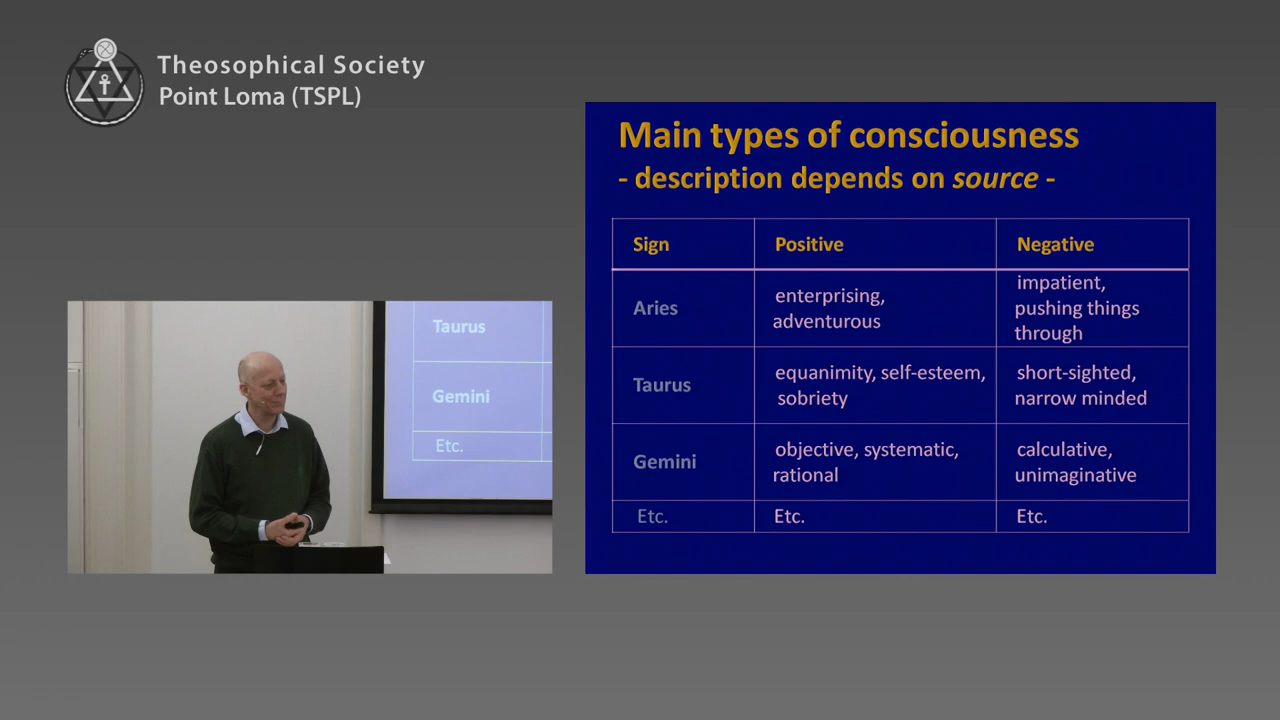 Theosophical Society
Point Loma (TSPL)
Main types of consciousness
- description depends on source -
Sign
Positive
Negative
Aries
enterprising,
adventurous
impatient,
pushing things
through
Taurus
equanimity, self-esteem,
sobriety
short-sighted,
narrow minded
Gemini
objective, systematic,
rational
calculative,
unimaginative
Etc.
Etc.
Etc.
Taurus
Gemini
Etc.